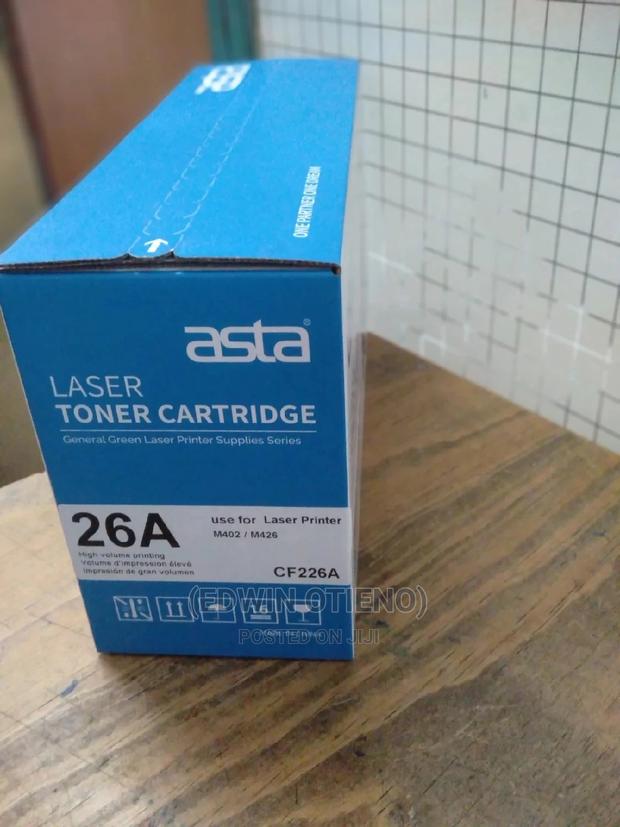 asta
ONE PARTNER ONE DREAM
asta®
LASER
TONER CARTRIDGE
General Green Laser Printer Supplies Series
26A
use for Laser Printer
M402 / M426
High volume printing
Volume d'impression élevé
Impresión de gran volumen
CF226A
(EDWIN OTIENO)
POSTED ON JIJI